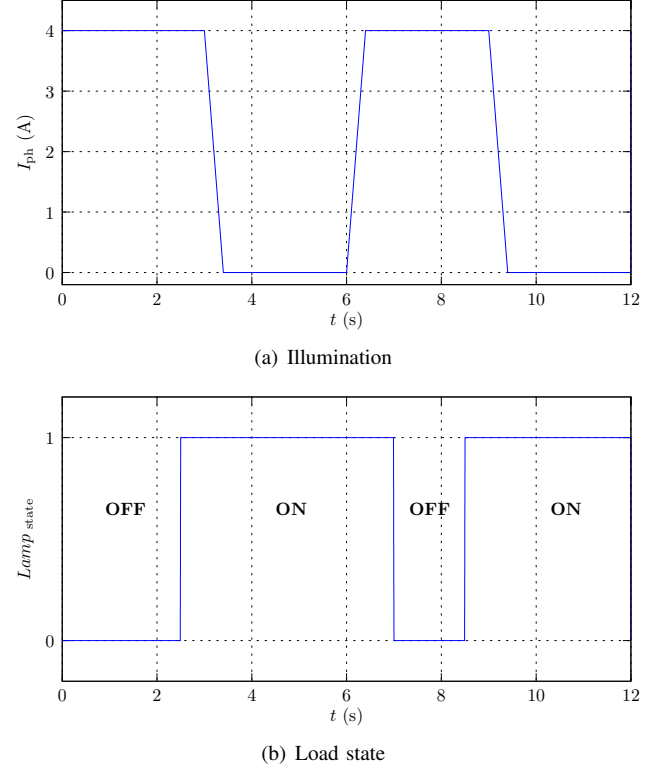 4
3
2
1
0
I_ph (A)
0 2 4 6 8 10 12
t (s)
(a) Illumination
1
0
Lamp state
OFF ON OFF ON
0 2 4 6 8 10 12
t (s)
(b) Load state